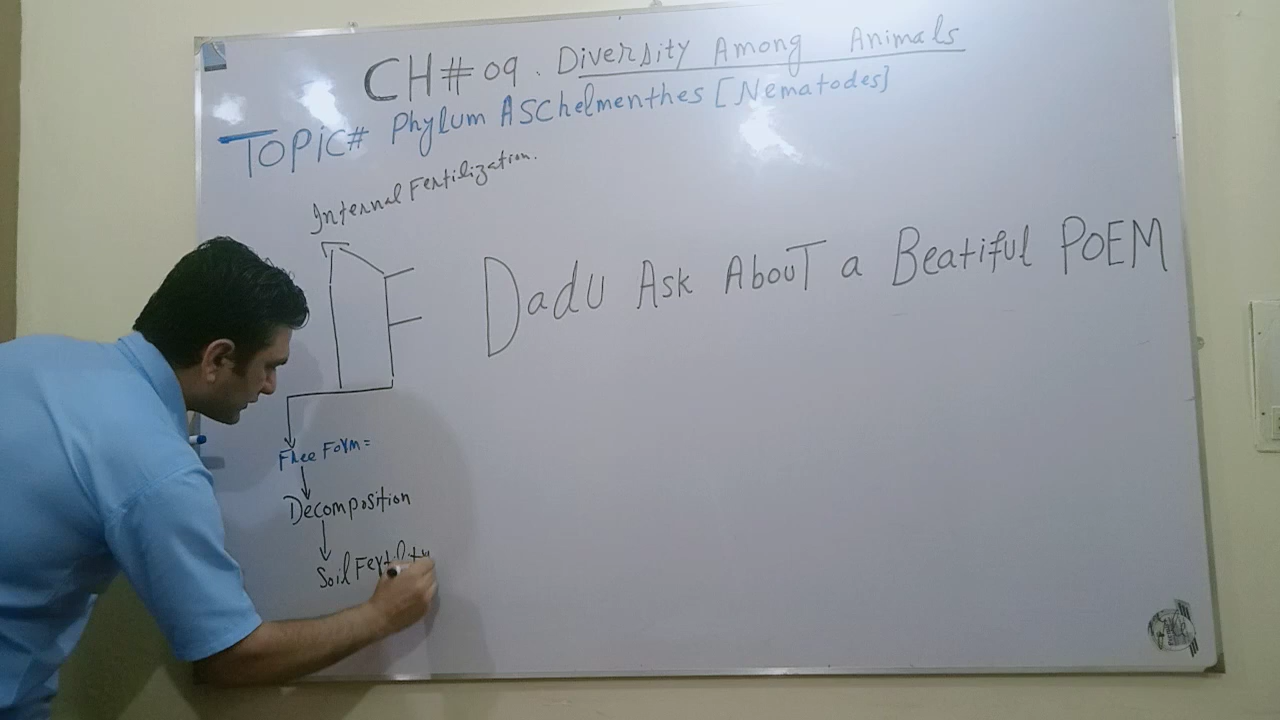 CH # 09. Diversity Among Animals
Topic# Phylum ASChelmenthes [Nematodes]
Internal Fertilization.
Dadu Ask About a Beatiful POEM
Free Form =
Decomposition
Soil Fertility